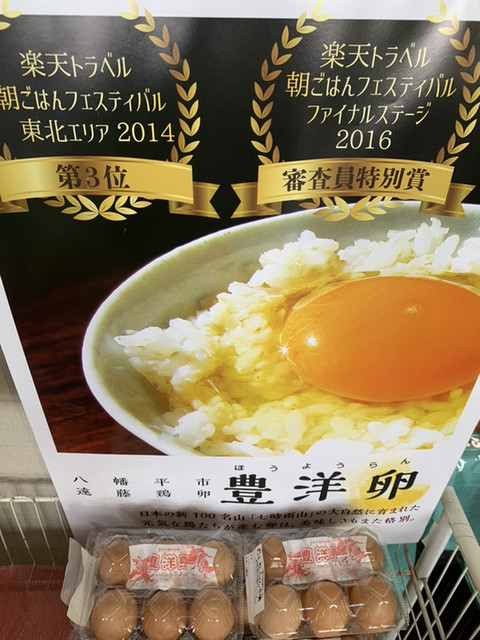 楽天トラベル
朝ごはんフェスティバル
東北エリア 2014
第3位
楽天トラベル
朝ごはんフェスティバル
ファイナルステージ
2016
審査員特別賞
八幡平市
遠藤鶏卵
ほうようらん
豊洋卵
日本の新100名山「七時雨山」の大自然に育まれた
元気な鶏たちが産む卵は、美味しさもまた格別。
豊洋
豊洋